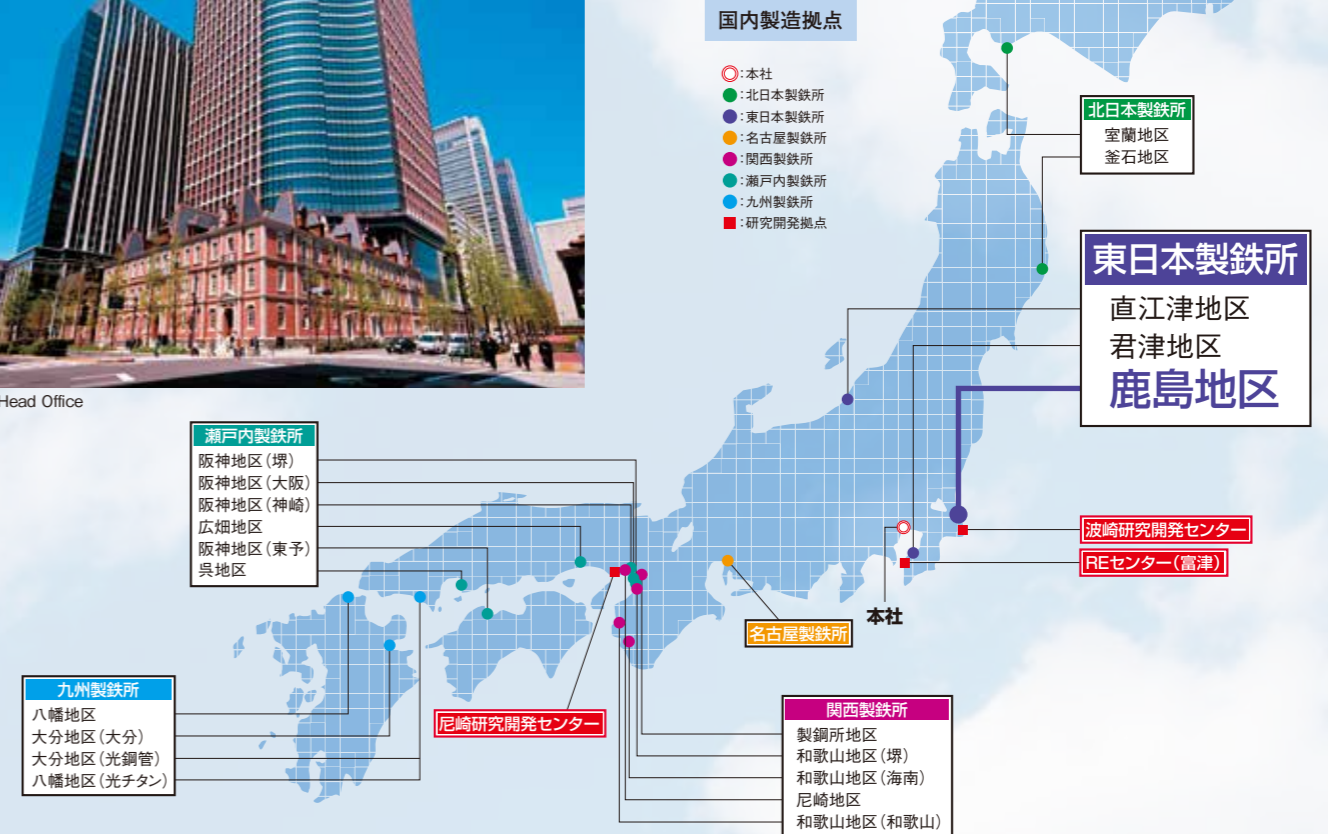 国内製造拠点
◎:本社
●:北日本製鉄所
●:東日本製鉄所
●:名古屋製鉄所
●:関西製鉄所
●:瀬戸内製鉄所
●:九州製鉄所
■:研究開発拠点
Head Office
北日本製鉄所
室蘭地区
釜石地区
東日本製鉄所
直江津地区
君津地区
鹿島地区
波崎研究開発センター
REセンター(富津)
本社
名古屋製鉄所
瀬戸内製鉄所
阪神地区(堺)
阪神地区(大阪)
阪神地区(神崎)
広畑地区
阪神地区(東予)
呉地区
九州製鉄所
八幡地区
大分地区(大分)
大分地区(光鋼管)
八幡地区(光チタン)
尼崎研究開発センター
関西製鉄所
製鋼所地区
和歌山地区(堺)
和歌山地区(海南)
尼崎地区
和歌山地区(和歌山)